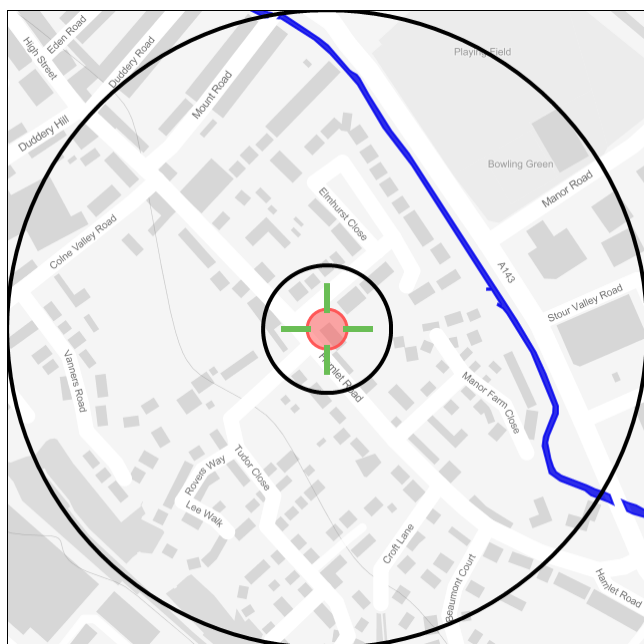 Eden Road
High Street
Duddery Road
Playing Field
Mount Road
Duddery Hill
Bowling Green
Manor Road
Elmhurst Close
Colne Valley Road
A143
Stour Valley Road
Hamlet Road
Vanners Road
Manor Farm Close
Tudor Close
Rovers Way
Lee Walk
Croft Lane
Beaumont Court
Hamlet Road